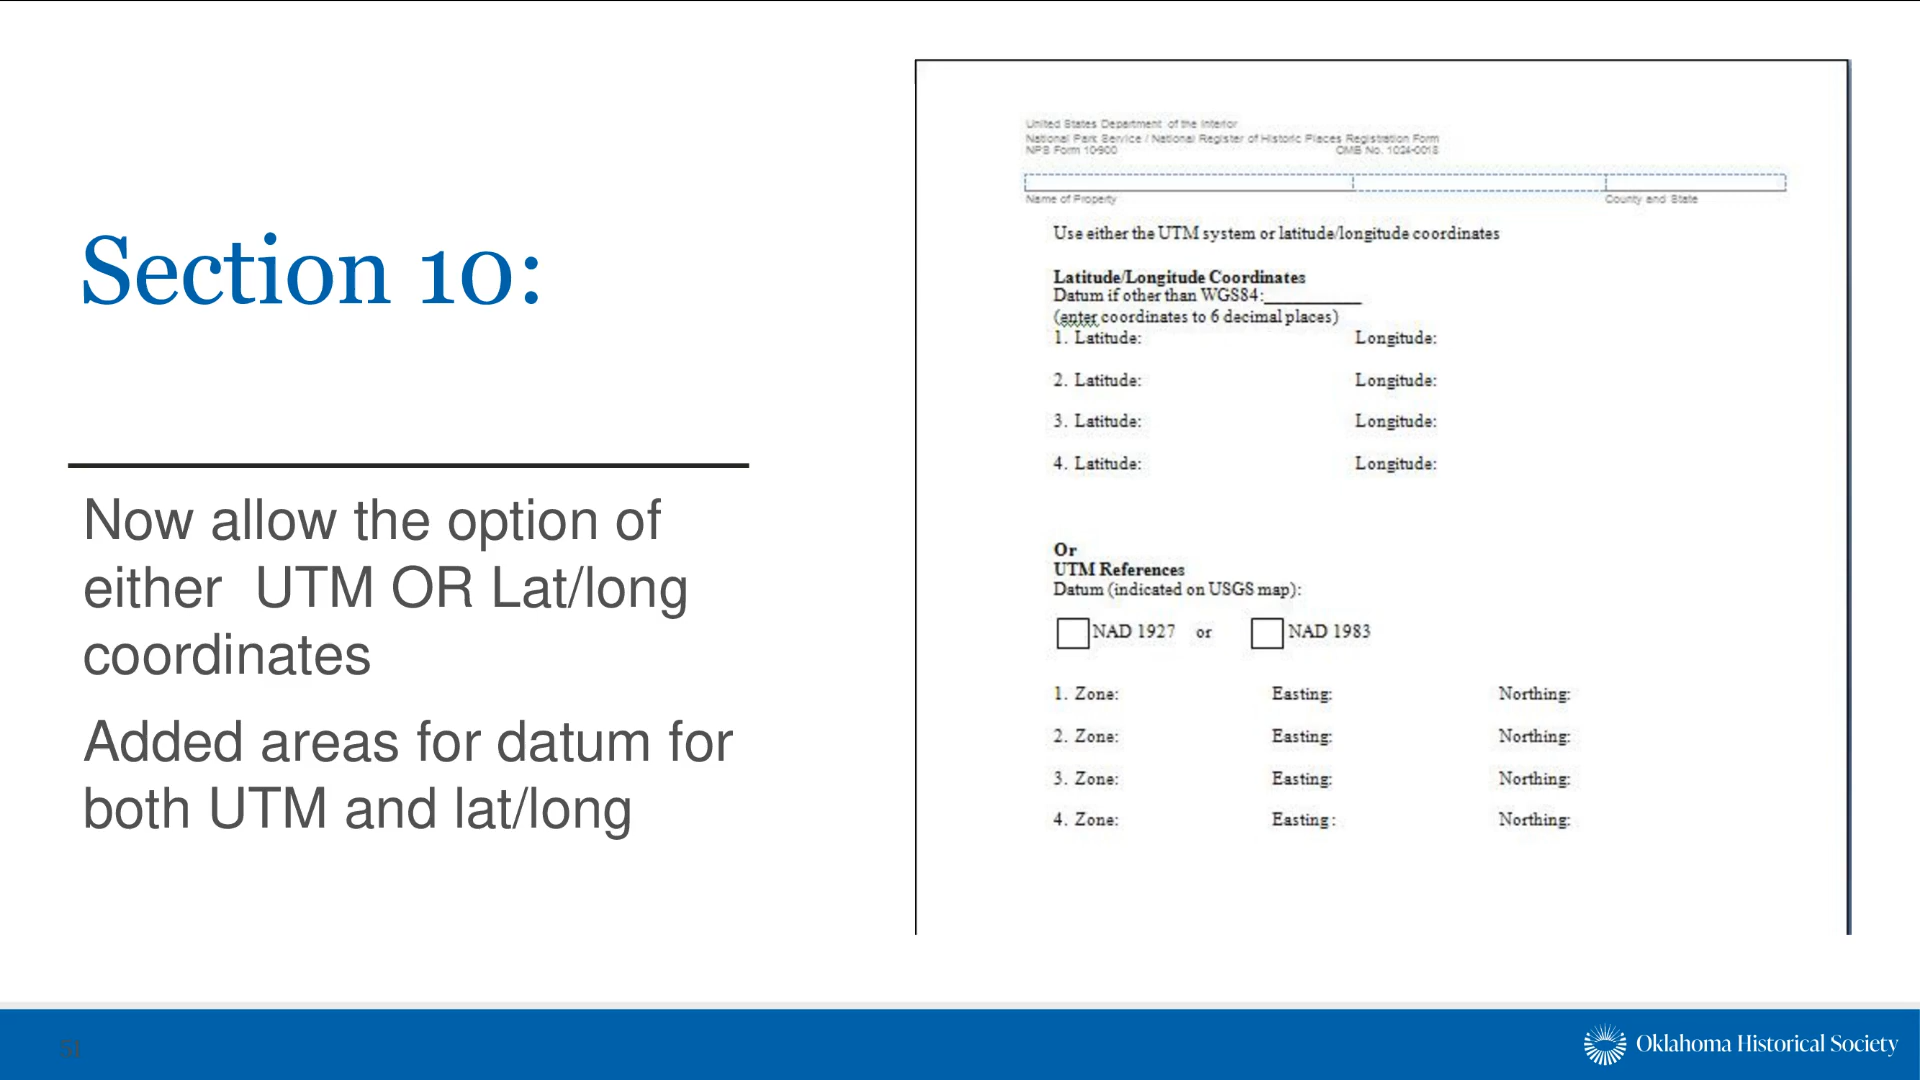 Section 10:
Now allow the option of
either  UTM OR Lat/long
coordinates
Added areas for datum for
both UTM and lat/long
United States Department of the Interior
National Park Service / National Register of Historic Places Registration Form
NPS Form 10-900 OMB No. 1024-0018
Name of Property County and State
Use either the UTM system or latitude/longitude coordinates
Latitude/Longitude Coordinates
Datum if other than WGS84:__________
(enter coordinates to 6 decimal places)
1. Latitude: Longitude:
2. Latitude: Longitude:
3. Latitude: Longitude:
4. Latitude: Longitude:
Or
UTM References
Datum (indicated on USGS map):
NAD 1927 or NAD 1983
1. Zone: Easting: Northing:
2. Zone: Easting: Northing:
3. Zone: Easting: Northing:
4. Zone: Easting : Northing:
51
Oklahoma Historical Society